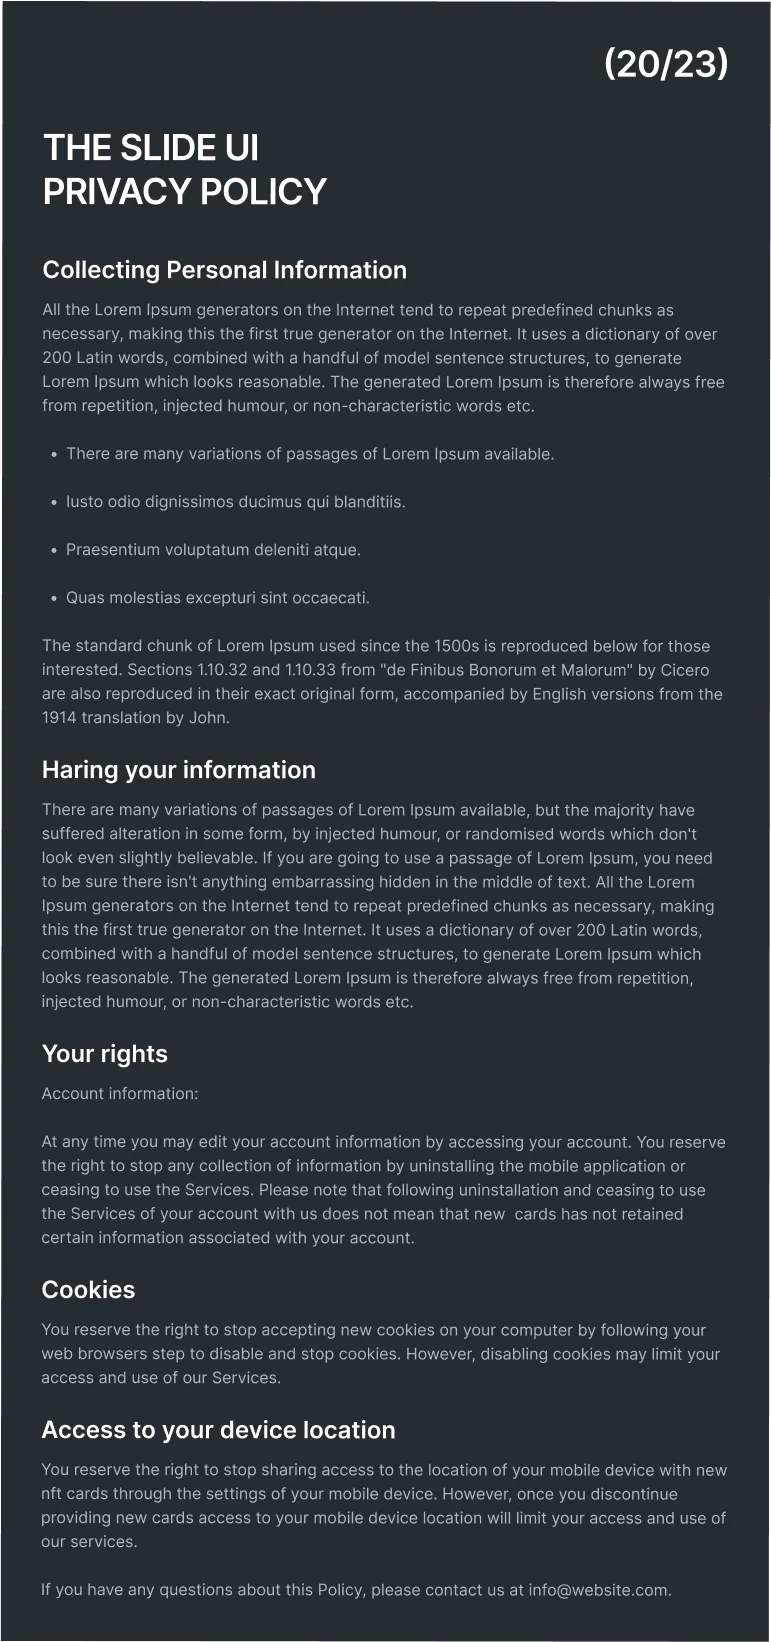 (20/23)
THE SLIDE UI
PRIVACY POLICY
Collecting Personal Information
All the Lorem Ipsum generators on the Internet tend to repeat predefined chunks as
necessary, making this the first true generator on the Internet. It uses a dictionary of over
200 Latin words, combined with a handful of model sentence structures, to generate
Lorem Ipsum which looks reasonable. The generated Lorem Ipsum is therefore always free
from repetition, injected humour, or non-characteristic words etc.
• There are many variations of passages of Lorem Ipsum available.
• Iusto odio dignissimos ducimus qui blanditiis.
• Praesentium voluptatum deleniti atque.
• Quas molestias excepturi sint occaecati.
The standard chunk of Lorem Ipsum used since the 1500s is reproduced below for those
interested. Sections 1.10.32 and 1.10.33 from "de Finibus Bonorum et Malorum" by Cicero
are also reproduced in their exact original form, accompanied by English versions from the
1914 translation by John.
Haring your information
There are many variations of passages of Lorem Ipsum available, but the majority have
suffered alteration in some form, by injected humour, or randomised words which don't
look even slightly believable. If you are going to use a passage of Lorem Ipsum, you need
to be sure there isn't anything embarrassing hidden in the middle of text. All the Lorem
Ipsum generators on the Internet tend to repeat predefined chunks as necessary, making
this the first true generator on the Internet. It uses a dictionary of over 200 Latin words,
combined with a handful of model sentence structures, to generate Lorem Ipsum which
looks reasonable. The generated Lorem Ipsum is therefore always free from repetition,
injected humour, or non-characteristic words etc.
Your rights
Account information:
At any time you may edit your account information by accessing your account. You reserve
the right to stop any collection of information by uninstalling the mobile application or
ceasing to use the Services. Please note that following uninstallation and ceasing to use
the Services of your account with us does not mean that new  cards has not retained
certain information associated with your account.
Cookies
You reserve the right to stop accepting new cookies on your computer by following your
web browsers step to disable and stop cookies. However, disabling cookies may limit your
access and use of our Services.
Access to your device location
You reserve the right to stop sharing access to the location of your mobile device with new
nft cards through the settings of your mobile device. However, once you discontinue
providing new cards access to your mobile device location will limit your access and use of
our services.
If you have any questions about this Policy, please contact us at info@website.com.